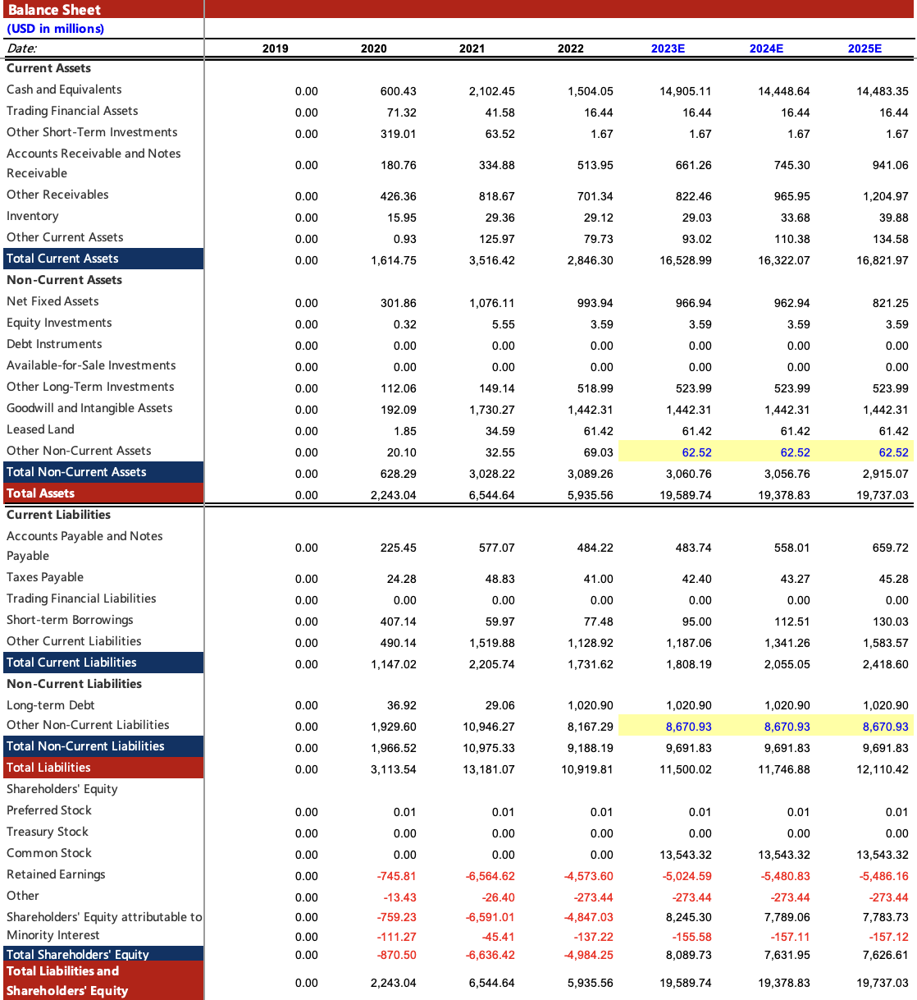 Balance Sheet
(USD in millions)
Date: 2019 2020 2021 2022 2023E 2024E 2025E
Current Assets
Cash and Equivalents 0.00 600.43 2,102.45 1,504.05 14,905.11 14,448.64 14,483.35
Trading Financial Assets 0.00 71.32 41.58 16.44 16.44 16.44 16.44
Other Short-Term Investments 0.00 319.01 63.52 1.67 1.67 1.67 1.67
Accounts Receivable and Notes
Receivable 0.00 180.76 334.88 513.95 661.26 745.30 941.06
Other Receivables 0.00 426.36 818.67 701.34 822.46 965.95 1,204.97
Inventory 0.00 15.95 29.36 29.12 29.03 33.68 39.88
Other Current Assets 0.00 0.93 125.97 79.73 93.02 110.38 134.58
Total Current Assets 0.00 1,614.75 3,516.42 2,846.30 16,528.99 16,322.07 16,821.97
Non-Current Assets
Net Fixed Assets 0.00 301.86 1,076.11 993.94 966.94 962.94 821.25
Equity Investments 0.00 0.32 5.55 3.59 3.59 3.59 3.59
Debt Instruments 0.00 0.00 0.00 0.00 0.00 0.00 0.00
Available-for-Sale Investments 0.00 0.00 0.00 0.00 0.00 0.00 0.00
Other Long-Term Investments 0.00 112.06 149.14 518.99 523.99 523.99 523.99
Goodwill and Intangible Assets 0.00 192.09 1,730.27 1,442.31 1,442.31 1,442.31 1,442.31
Leased Land 0.00 1.85 34.59 61.42 61.42 61.42 61.42
Other Non-Current Assets 0.00 20.10 32.55 69.03 62.52 62.52 62.52
Total Non-Current Assets 0.00 628.29 3,028.22 3,089.26 3,060.76 3,056.76 2,915.07
Total Assets 0.00 2,243.04 6,544.64 5,935.56 19,589.74 19,378.83 19,737.03
Current Liabilities
Accounts Payable and Notes
Payable 0.00 225.45 577.07 484.22 483.74 558.01 659.72
Taxes Payable 0.00 24.28 48.83 41.00 42.40 43.27 45.28
Trading Financial Liabilities 0.00 0.00 0.00 0.00 0.00 0.00 0.00
Short-term Borrowings 0.00 407.14 59.97 77.48 95.00 112.51 130.03
Other Current Liabilities 0.00 490.14 1,519.88 1,128.92 1,187.06 1,341.26 1,583.57
Total Current Liabilities 0.00 1,147.02 2,205.74 1,731.62 1,808.19 2,055.05 2,418.60
Non-Current Liabilities
Long-term Debt 0.00 36.92 29.06 1,020.90 1,020.90 1,020.90 1,020.90
Other Non-Current Liabilities 0.00 1,929.60 10,946.27 8,167.29 8,670.93 8,670.93 8,670.93
Total Non-Current Liabilities 0.00 1,966.52 10,975.33 9,188.19 9,691.83 9,691.83 9,691.83
Total Liabilities 0.00 3,113.54 13,181.07 10,919.81 11,500.02 11,746.88 12,110.42
Shareholders' Equity
Preferred Stock 0.00 0.01 0.01 0.01 0.01 0.01 0.01
Treasury Stock 0.00 0.00 0.00 0.00 0.00 0.00 0.00
Common Stock 0.00 0.00 0.00 0.00 13,543.32 13,543.32 13,543.32
Retained Earnings 0.00 -745.81 -6,564.62 -4,573.60 -5,024.59 -5,480.83 -5,486.16
Other 0.00 -13.43 -26.40 -273.44 -273.44 -273.44 -273.44
Shareholders' Equity attributable to 0.00 -759.23 -6,591.01 -4,847.03 8,245.30 7,789.06 7,783.73
Minority Interest 0.00 -111.27 -45.41 -137.22 -155.58 -157.11 -157.12
Total Shareholders' Equity 0.00 -870.50 -6,636.42 -4,984.25 8,089.73 7,631.95 7,626.61
Total Liabilities and
Shareholders' Equity 0.00 2,243.04 6,544.64 5,935.56 19,589.74 19,378.83 19,737.03